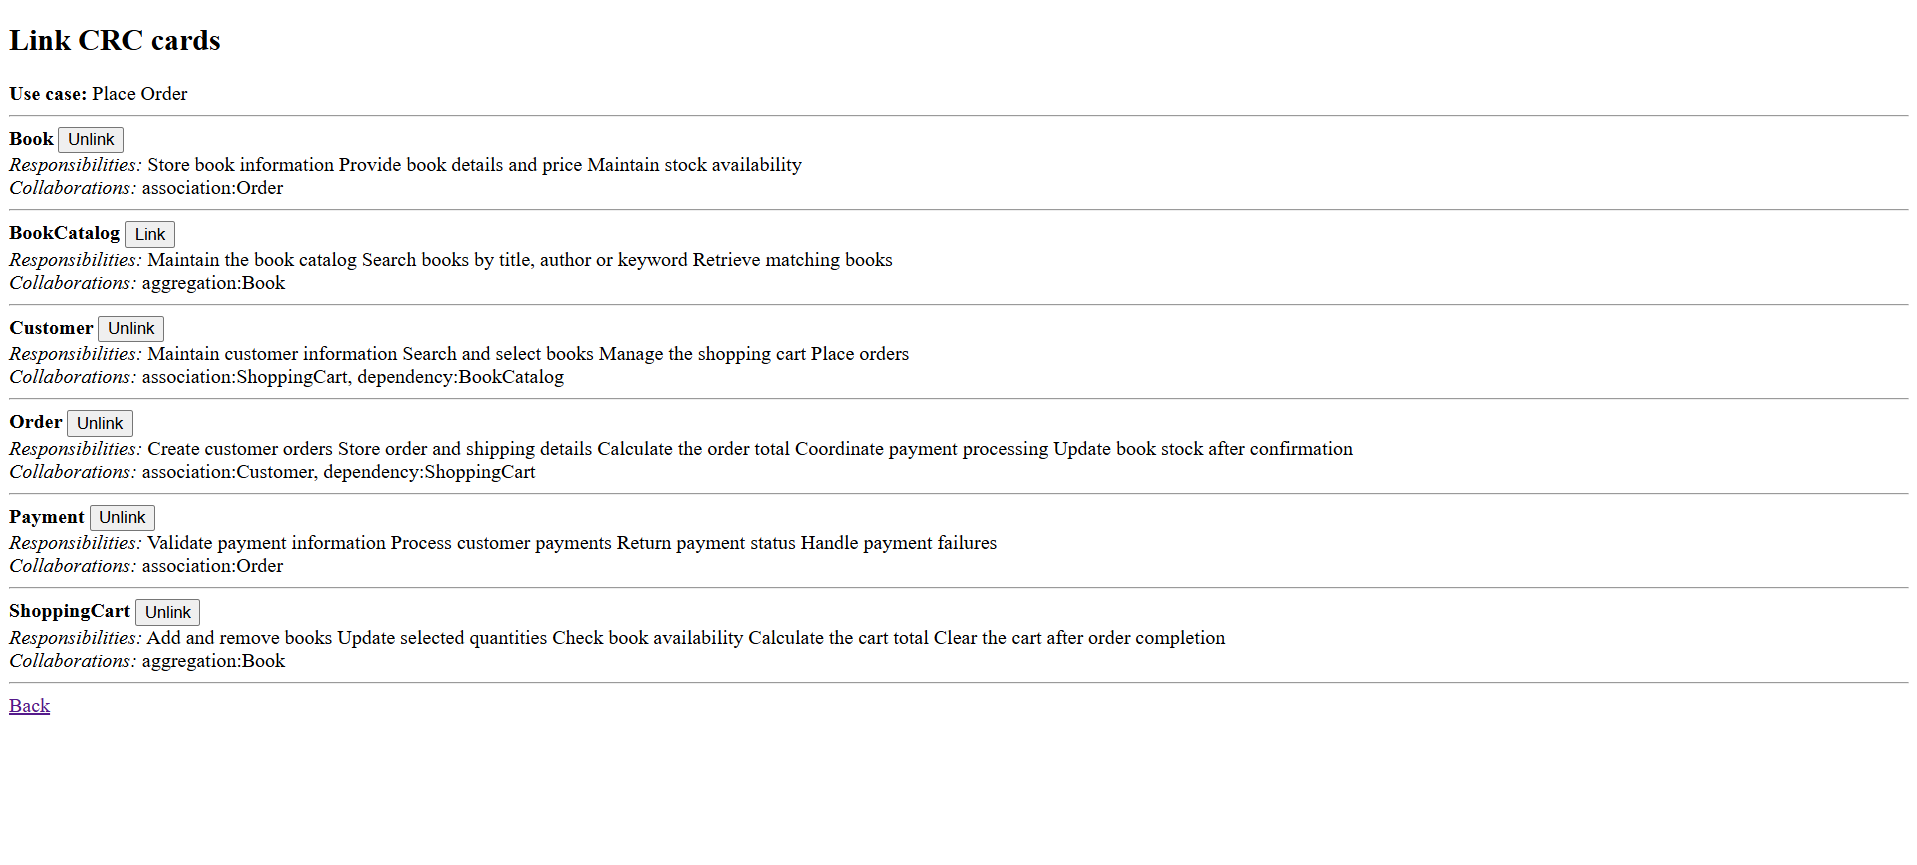 Link CRC cards
Use case: Place Order
Book Unlink
Responsibilities: Store book information Provide book details and price Maintain stock availability
Collaborations: association:Order
BookCatalog Link
Responsibilities: Maintain the book catalog Search books by title, author or keyword Retrieve matching books
Collaborations: aggregation:Book
Customer Unlink
Responsibilities: Maintain customer information Search and select books Manage the shopping cart Place orders
Collaborations: association:ShoppingCart, dependency:BookCatalog
Order Unlink
Responsibilities: Create customer orders Store order and shipping details Calculate the order total Coordinate payment processing Update book stock after confirmation
Collaborations: association:Customer, dependency:ShoppingCart
Payment Unlink
Responsibilities: Validate payment information Process customer payments Return payment status Handle payment failures
Collaborations: association:Order
ShoppingCart Unlink
Responsibilities: Add and remove books Update selected quantities Check book availability Calculate the cart total Clear the cart after order completion
Collaborations: aggregation:Book
Back